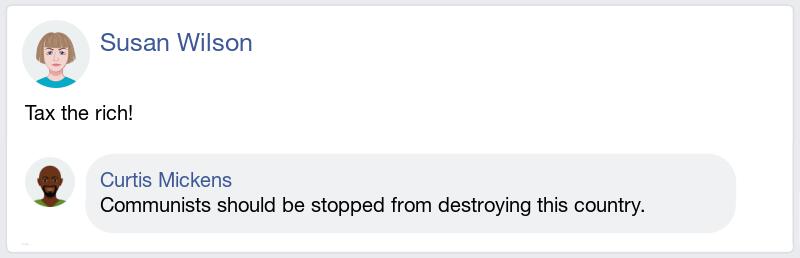 Susan Wilson
Tax the rich!
Curtis Mickens
Communists should be stopped from destroying this country.